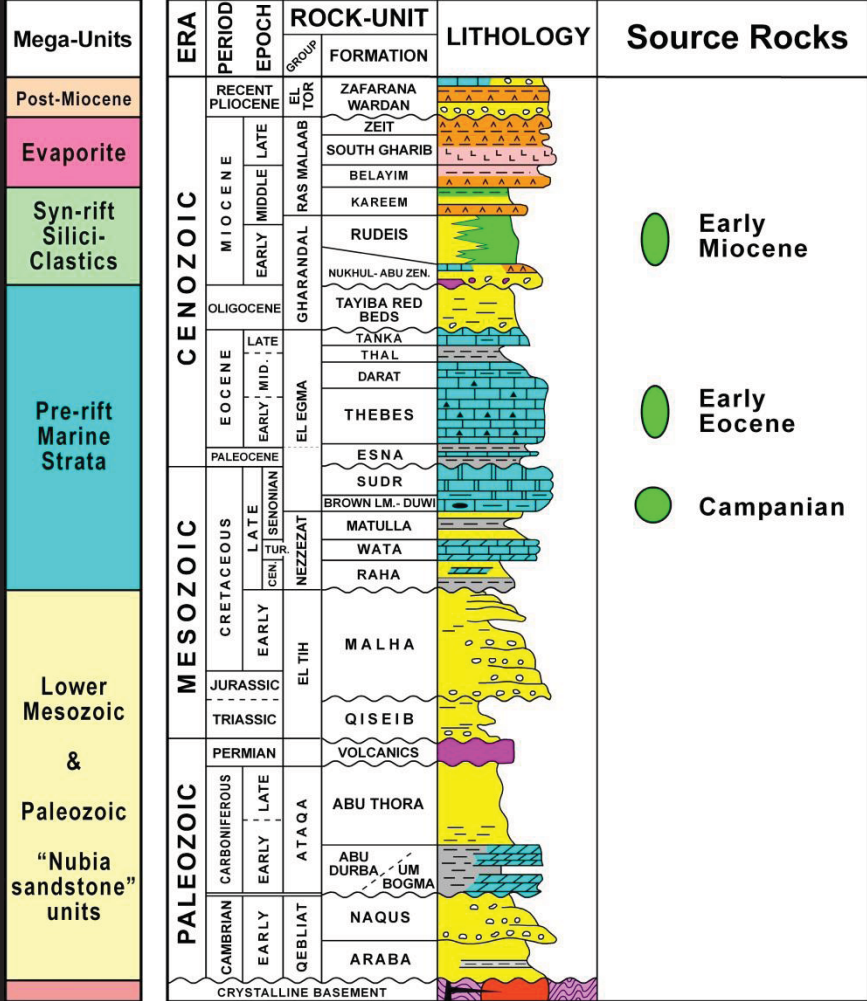 Mega-Units
ERA
PERIOD
EPOCH
ROCK-UNIT
GROUP
FORMATION
LITHOLOGY
Source Rocks
Post-Miocene
Evaporite
Syn-rift
Silici-
Clastics
Pre-rift
Marine
Strata
Lower
Mesozoic
&
Paleozoic
“Nubia
sandstone”
units
CENOZOIC
MESOZOIC
PALEOZOIC
RECENT
PLIOCENE
MIOCENE
OLIGOCENE
EOCENE
PALEOCENE
CRETACEOUS
JURASSIC
TRIASSIC
PERMIAN
CARBONIFEROUS
CAMBRIAN
LATE
MIDDLE
EARLY
LATE
MID.
EARLY
LATE
SENONIAN
TUR.
CEN.
EARLY
LATE
EARLY
EARLY
EL
TOR
RAS MALAAB
GHARANDAL
EL EGMA
NEZZEZAT
EL TIH
ATAQA
QEBLIAT
ZAFARANA
WARDAN
ZEIT
SOUTH GHARIB
BELAYIM
KAREEM
RUDEIS
NUKHUL- ABU ZEN.
TAYIBA RED
BEDS
TANKA
THAL
DARAT
THEBES
ESNA
SUDR
BROWN LM.- DUWI
MATULLA
WATA
RAHA
MALHA
QISEIB
VOLCANICS
ABU THORA
ABU
DURBA
UM
BOGMA
NAQUS
ARABA
CRYSTALLINE BASEMENT
Early
Miocene
Early
Eocene
Campanian